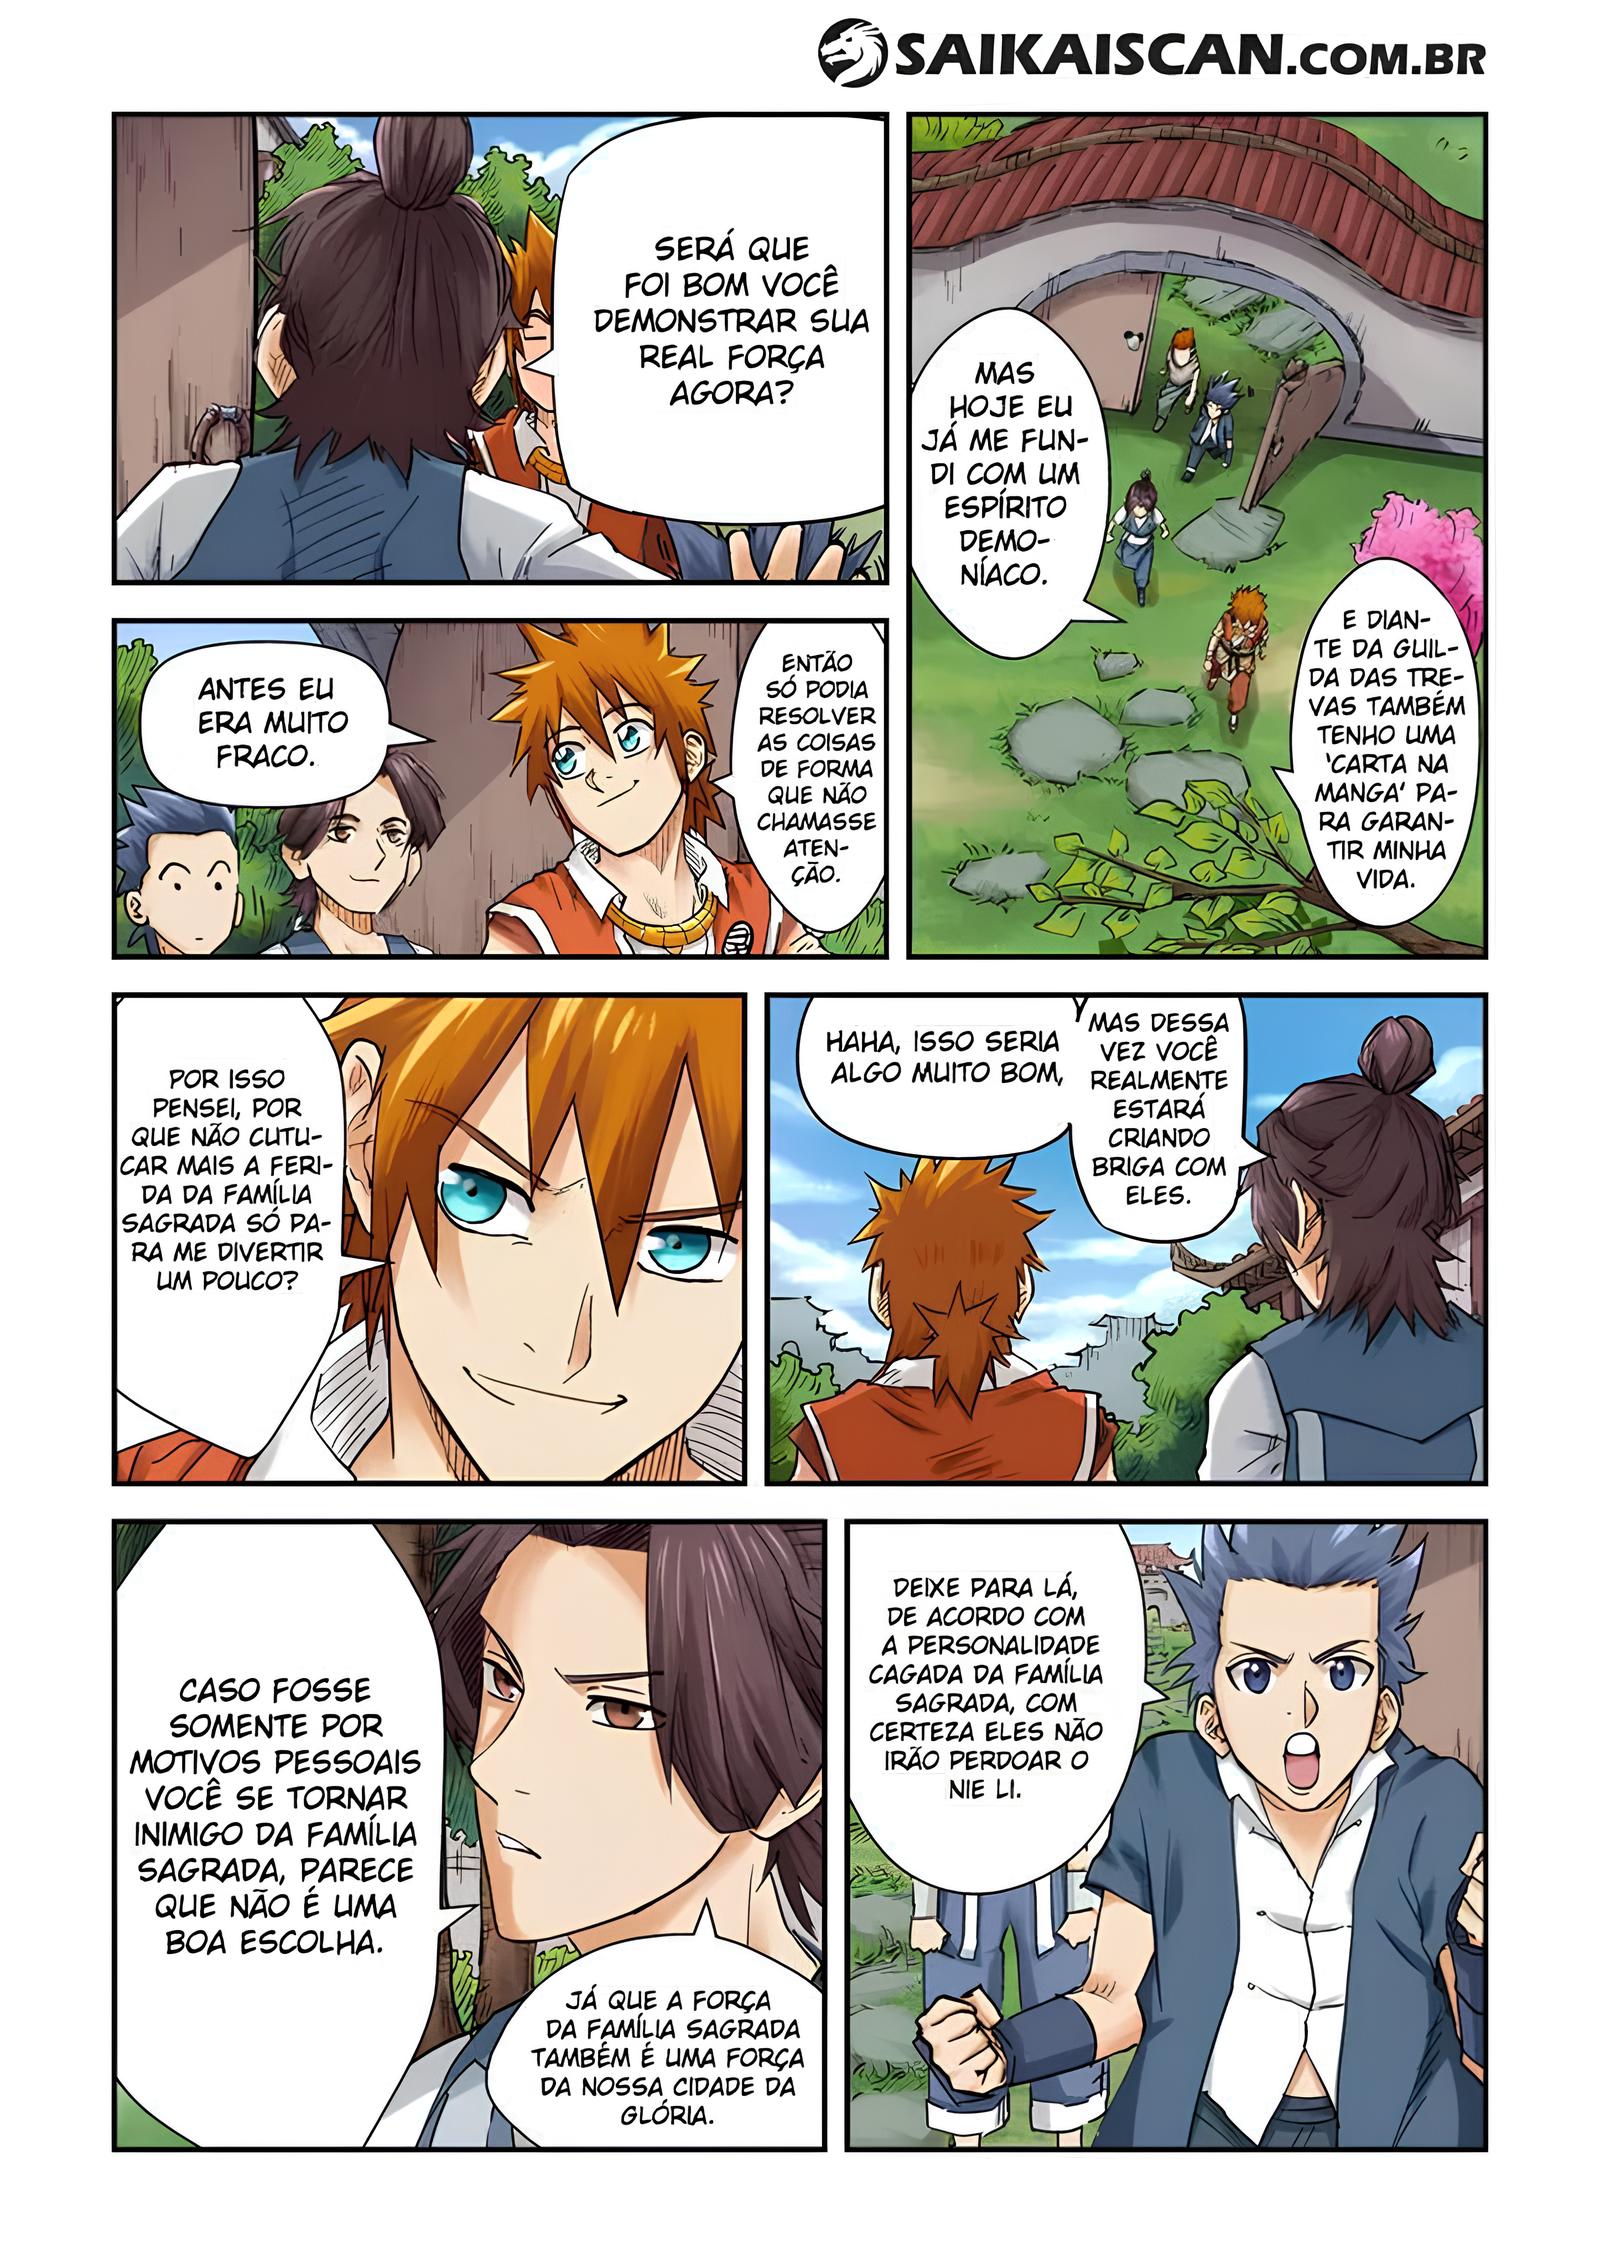 SAIKAISCAN.COM.BR
SERÁ QUE
FOI BOM VOCÊ
DEMONSTRAR SUA
REAL FORÇA
AGORA?
ANTES EU
ERA MUITO
FRACO.
ENTÃO
SÓ PODIA
RESOLVER
AS COISAS
DE FORMA
QUE NÃO
CHAMASSE
ATEN-
ÇÃO.
MAS
HOJE EU
JÁ ME FUN-
DI COM UM
ESPÍRITO
DEMO-
NÍACO.
E DIAN-
TE DA GUIL-
DA DAS TRE-
VAS TAMBÉM
TENHO UMA
'CARTA NA
MANGA' PA-
RA GARAN-
TIR MINHA
VIDA.
POR ISSO
PENSEI, POR
QUE NÃO CUTU-
CAR MAIS A FERI-
DA DA FAMÍLIA
SAGRADA SÓ PA-
RA ME DIVERTIR
UM POUCO?
HAHA, ISSO SERIA
ALGO MUITO BOM,
MAS DESSA
VEZ VOCÊ
REALMENTE
ESTARÁ
CRIANDO
BRIGA COM
ELES.
CASO FOSSE
SOMENTE POR
MOTIVOS PESSOAIS
VOCÊ SE TORNAR
INIMIGO DA FAMÍLIA
SAGRADA, PARECE
QUE NÃO É UMA
BOA ESCOLHA.
JÁ QUE A FORÇA
DA FAMÍLIA SAGRADA
TAMBÉM É UMA FORÇA
DA NOSSA CIDADE DA
GLÓRIA.
DEIXE PARA LÁ,
DE ACORDO COM
A PERSONALIDADE
CAGADA DA FAMÍLIA
SAGRADA, COM
CERTEZA ELES NÃO
IRÃO PERDOAR O
NIE LI.